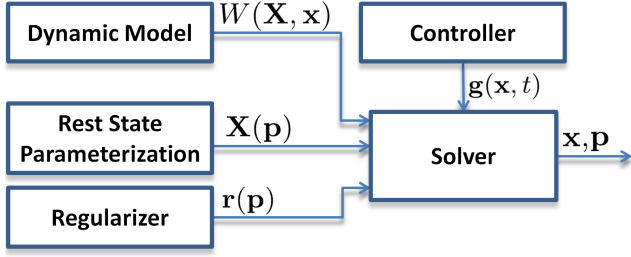 Dynamic Model
W(X, x)
Controller
g(x, t)
Rest State
Parameterization
X(p)
Solver
x,p
Regularizer
r(p)